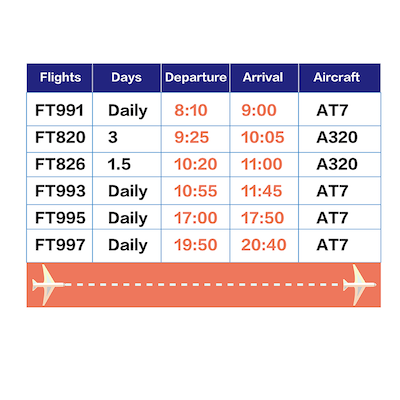 Flights Days Departure Arrival Aircraft
FT991 Daily 8:10 9:00 AT7
FT820 3 9:25 10:05 A320
FT826 1.5 10:20 11:00 A320
FT993 Daily 10:55 11:45 AT7
FT995 Daily 17:00 17:50 AT7
FT997 Daily 19:50 20:40 AT7